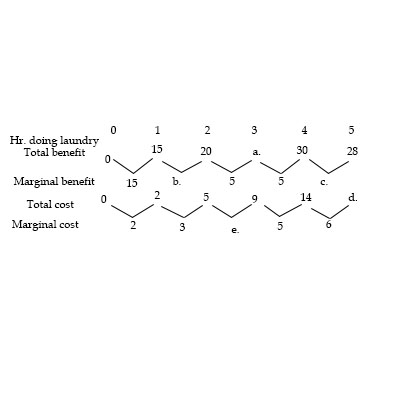 0 1 2 3 4 5
Hr. doing laundry
Total benefit 0 15 20 a. 30 28
Marginal benefit 15 b. 5 5 c.
Total cost 0 2 5 9 14 d.
Marginal cost 2 3 e. 5 6